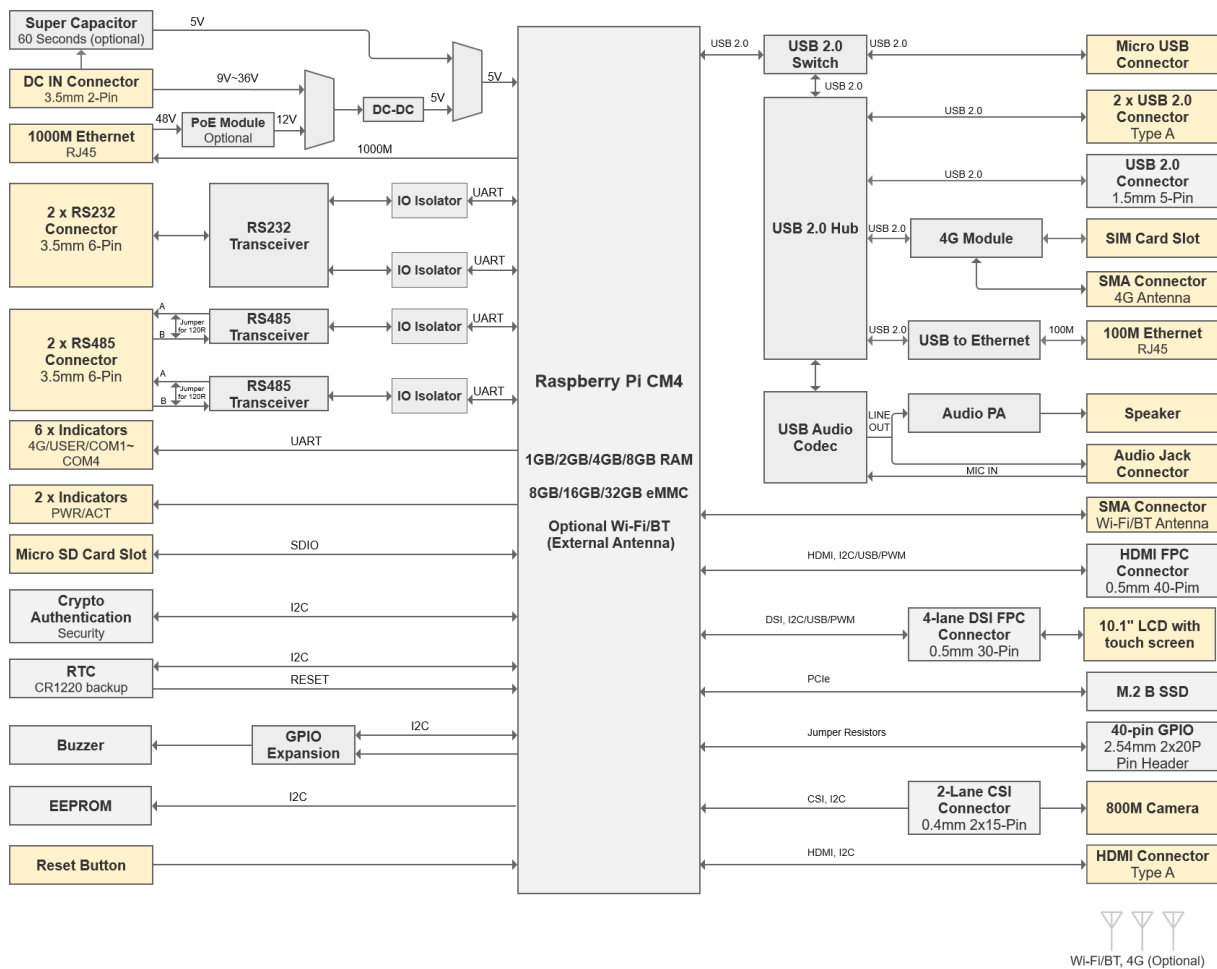 Super Capacitor
60 Seconds (optional)
5V
DC IN Connector
3.5mm 2-Pin
9V~36V
48V
PoE Module
Optional
12V
DC-DC
5V
5V
1000M Ethernet
RJ45
1000M
2 x RS232
Connector
3.5mm 6-Pin
RS232
Transceiver
IO Isolator
UART
IO Isolator
UART
2 x RS485
Connector
3.5mm 6-Pin
A
Jumper
for 120R
B
RS485
Transceiver
IO Isolator
UART
A
Jumper
for 120R
B
RS485
Transceiver
IO Isolator
UART
6 x Indicators
4G/USER/COM1~
COM4
UART
2 x Indicators
PWR/ACT
Micro SD Card Slot
SDIO
Crypto
Authentication
Security
I2C
RTC
CR1220 backup
I2C
RESET
Buzzer
GPIO
Expansion
I2C
EEPROM
I2C
Reset Button
Raspberry Pi CM4
1GB/2GB/4GB/8GB RAM
8GB/16GB/32GB eMMC
Optional Wi-Fi/BT
(External Antenna)
USB 2.0
USB 2.0
Switch
USB 2.0
Micro USB
Connector
USB 2.0
USB 2.0 Hub
USB 2.0
2 x USB 2.0
Connector
Type A
USB 2.0
USB 2.0
Connector
1.5mm 5-Pin
USB 2.0
4G Module
SIM Card Slot
SMA Connector
4G Antenna
USB 2.0
USB to Ethernet
100M
100M Ethernet
RJ45
USB Audio
Codec
LINE
OUT
Audio PA
Speaker
Audio Jack
Connector
MIC IN
SMA Connector
Wi-Fi/BT Antenna
HDMI, I2C/USB/PWM
HDMI FPC
Connector
0.5mm 40-Pim
DSI, I2C/USB/PWM
4-lane DSI FPC
Connector
0.5mm 30-Pin
10.1" LCD with
touch screen
PCIe
M.2 B SSD
Jumper Resistors
40-pin GPIO
2.54mm 2x20P
Pin Header
CSI, I2C
2-Lane CSI
Connector
0.4mm 2x15-Pin
800M Camera
HDMI, I2C
HDMI Connector
Type A
Wi-Fi/BT, 4G (Optional)